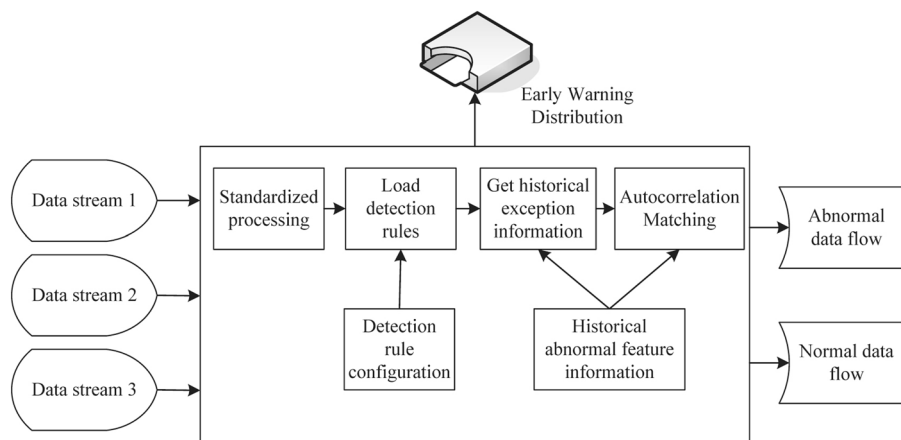 Early Warning
Distribution
Data stream 1
Data stream 2
Data stream 3
Standardized
processing
Load
detection
rules
Get historical
exception
information
Autocorrelation
Matching
Detection
rule
configuration
Historical
abnormal feature
information
Abnormal
data flow
Normal data
flow